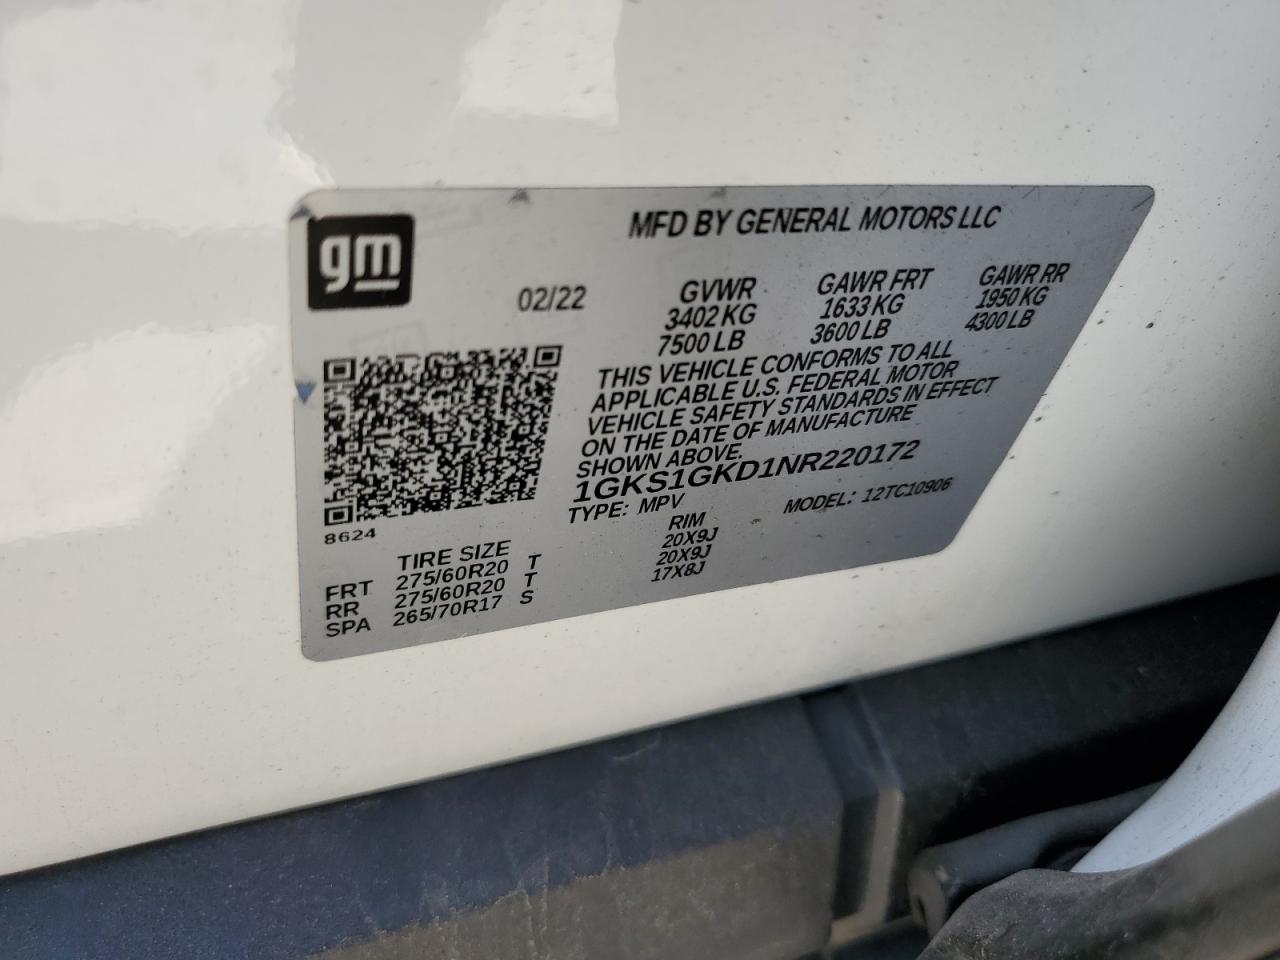 gm
MFD BY GENERAL MOTORS LLC
02/22
GVWR GAWR FRT GAWR RR
3402 KG 1633 KG 1950 KG
7500 LB 3600 LB 4300 LB
THIS VEHICLE CONFORMS TO ALL
APPLICABLE U.S. FEDERAL MOTOR
VEHICLE SAFETY STANDARDS IN EFFECT
ON THE DATE OF MANUFACTURE
SHOWN ABOVE.
1GKS1GKD1NR220172
TYPE: MPV MODEL: 12TC10906
8624
TIRE SIZE RIM
FRT 275/60R20 T 20X9J
RR 275/60R20 T 20X9J
SPA 265/70R17 S 17X8J